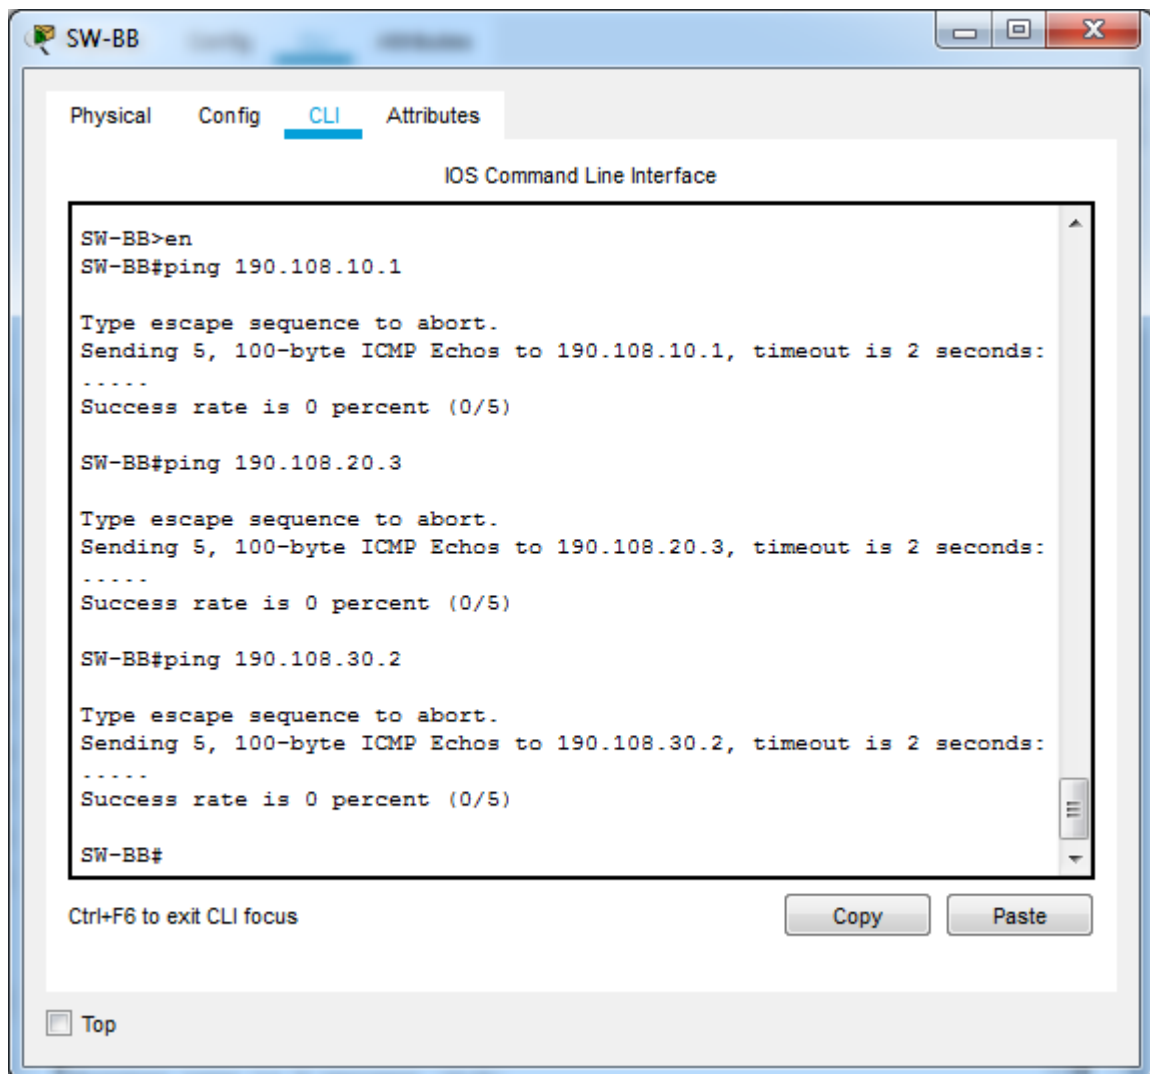 SW-BB
Physical Config CLI Attributes
IOS Command Line Interface
SW-BB>en
SW-BB#ping 190.108.10.1
Type escape sequence to abort.
Sending 5, 100-byte ICMP Echos to 190.108.10.1, timeout is 2 seconds:
.....
Success rate is 0 percent (0/5)
SW-BB#ping 190.108.20.3
Type escape sequence to abort.
Sending 5, 100-byte ICMP Echos to 190.108.20.3, timeout is 2 seconds:
.....
Success rate is 0 percent (0/5)
SW-BB#ping 190.108.30.2
Type escape sequence to abort.
Sending 5, 100-byte ICMP Echos to 190.108.30.2, timeout is 2 seconds:
.....
Success rate is 0 percent (0/5)
SW-BB#
Ctrl+F6 to exit CLI focus
Copy Paste
Top